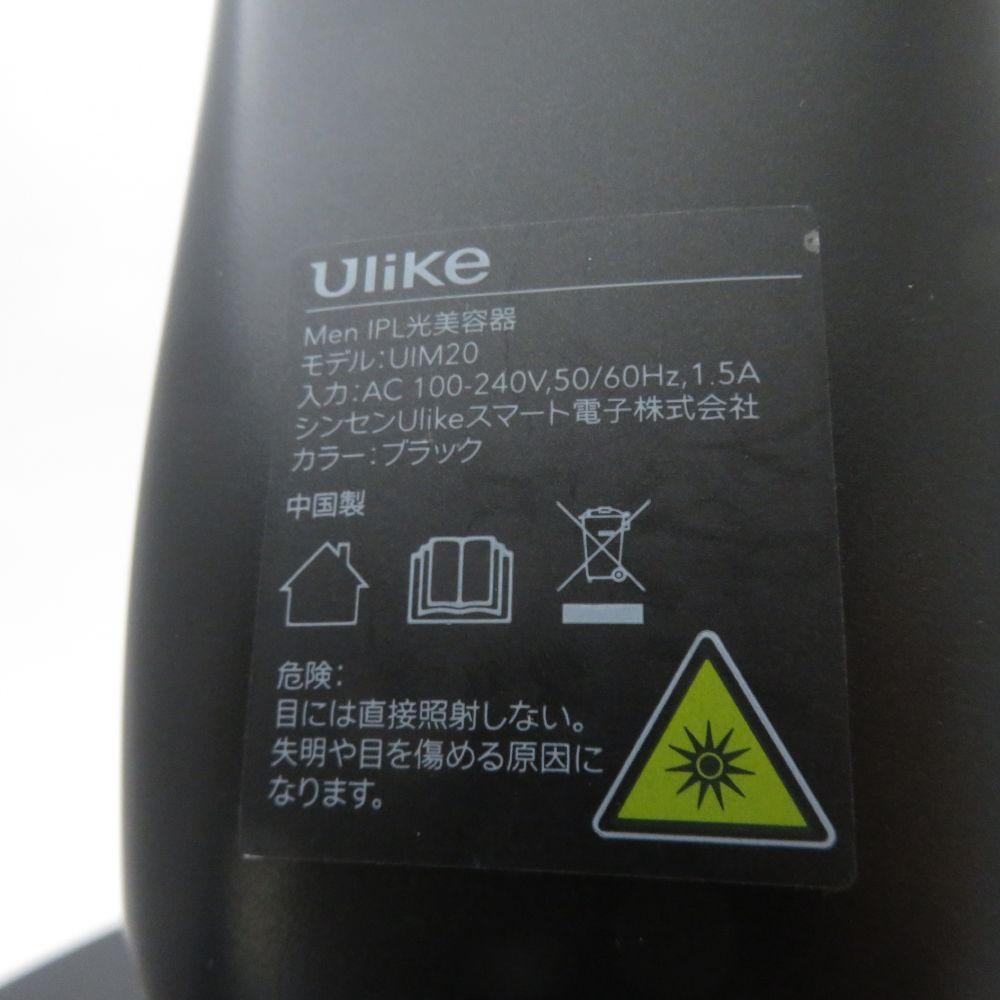 Ulike
Men IPL光美容器
モデル:UIM20
入力:AC 100-240V,50/60Hz,1.5A
シンセンUlikeスマート電子株式会社
カラー:ブラック
中国製
危険:
目には直接照射しない。
失明や目を傷める原因に
なります。